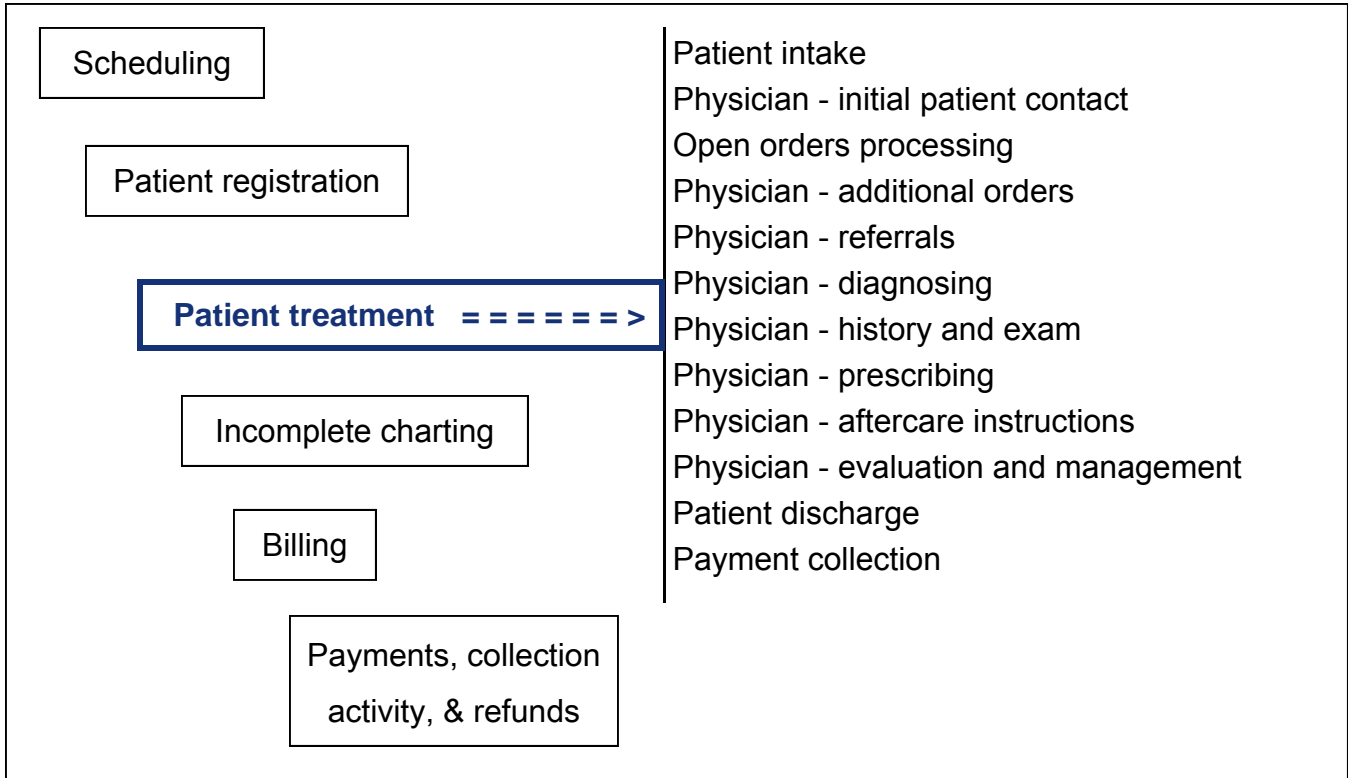 Scheduling
Patient registration
Patient treatment = = = = = = >
Incomplete charting
Billing
Payments, collection
activity, & refunds
Patient intake
Physician - initial patient contact
Open orders processing
Physician - additional orders
Physician - referrals
Physician - diagnosing
Physician - history and exam
Physician - prescribing
Physician - aftercare instructions
Physician - evaluation and management
Patient discharge
Payment collection